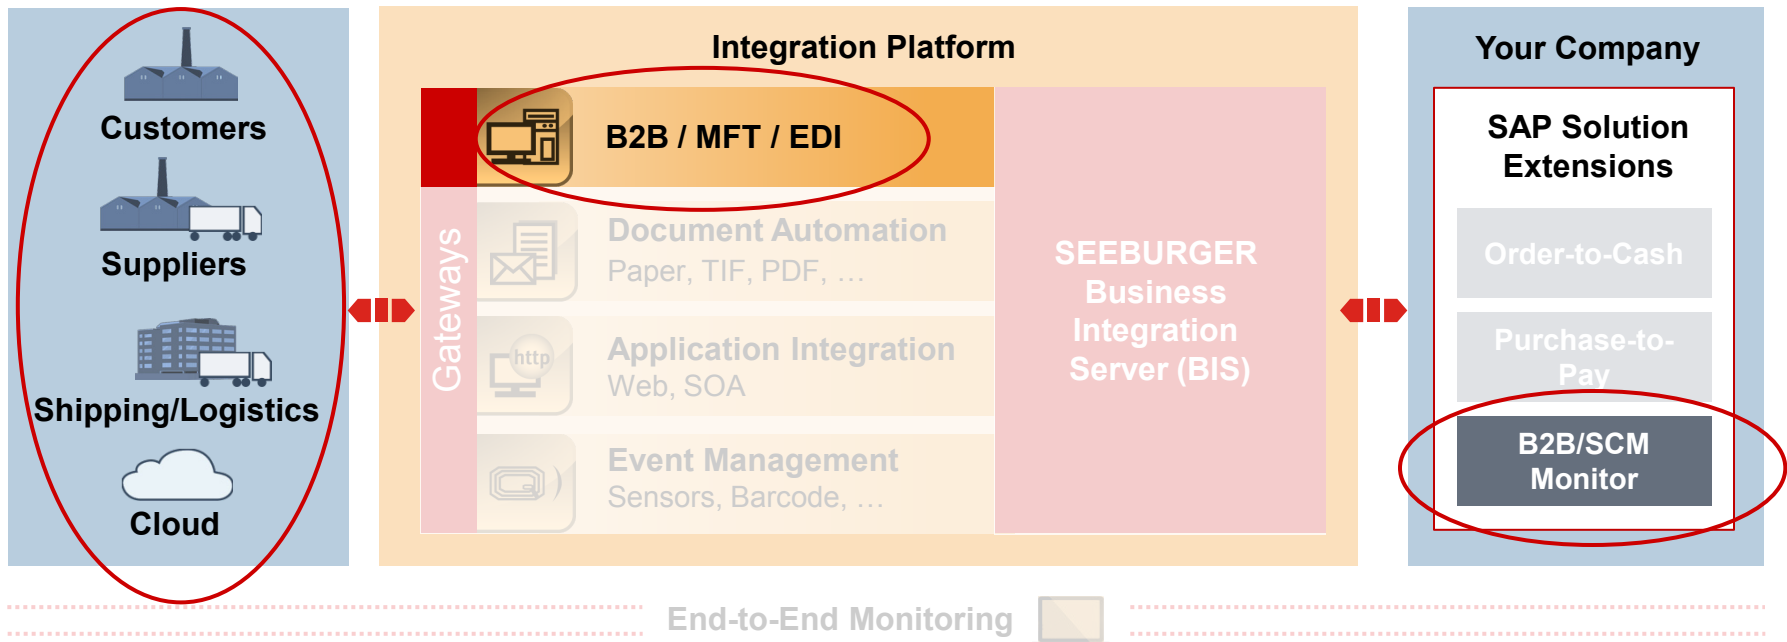 Customers
Suppliers
Shipping/Logistics
Cloud
Integration Platform
Gateways
B2B / MFT / EDI
Document Automation
Paper, TIF, PDF, …
http
Application Integration
Web, SOA
Event Management
Sensors, Barcode, …
SEEBURGER
Business
Integration
Server (BIS)
Your Company
SAP Solution
Extensions
Order-to-Cash
Purchase-to-
Pay
B2B/SCM
Monitor
End-to-End Monitoring